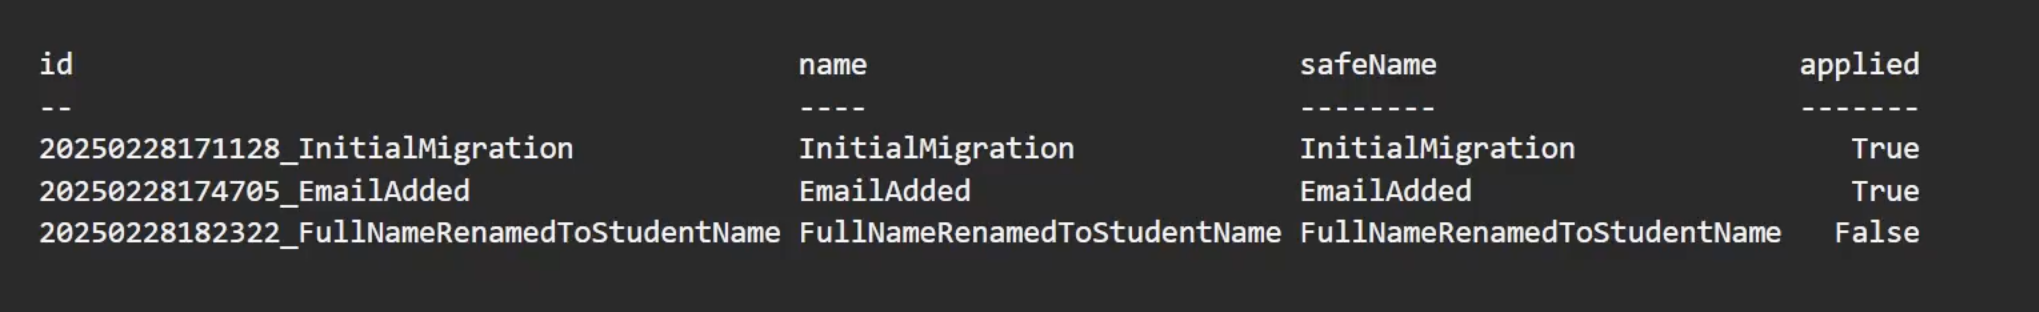 id name safeName applied
-- ---- -------- -------
20250228171128_InitialMigration InitialMigration InitialMigration True
20250228174705_EmailAdded EmailAdded EmailAdded True
20250228182322_FullNameRenamedToStudentName FullNameRenamedToStudentName FullNameRenamedToStudentName False